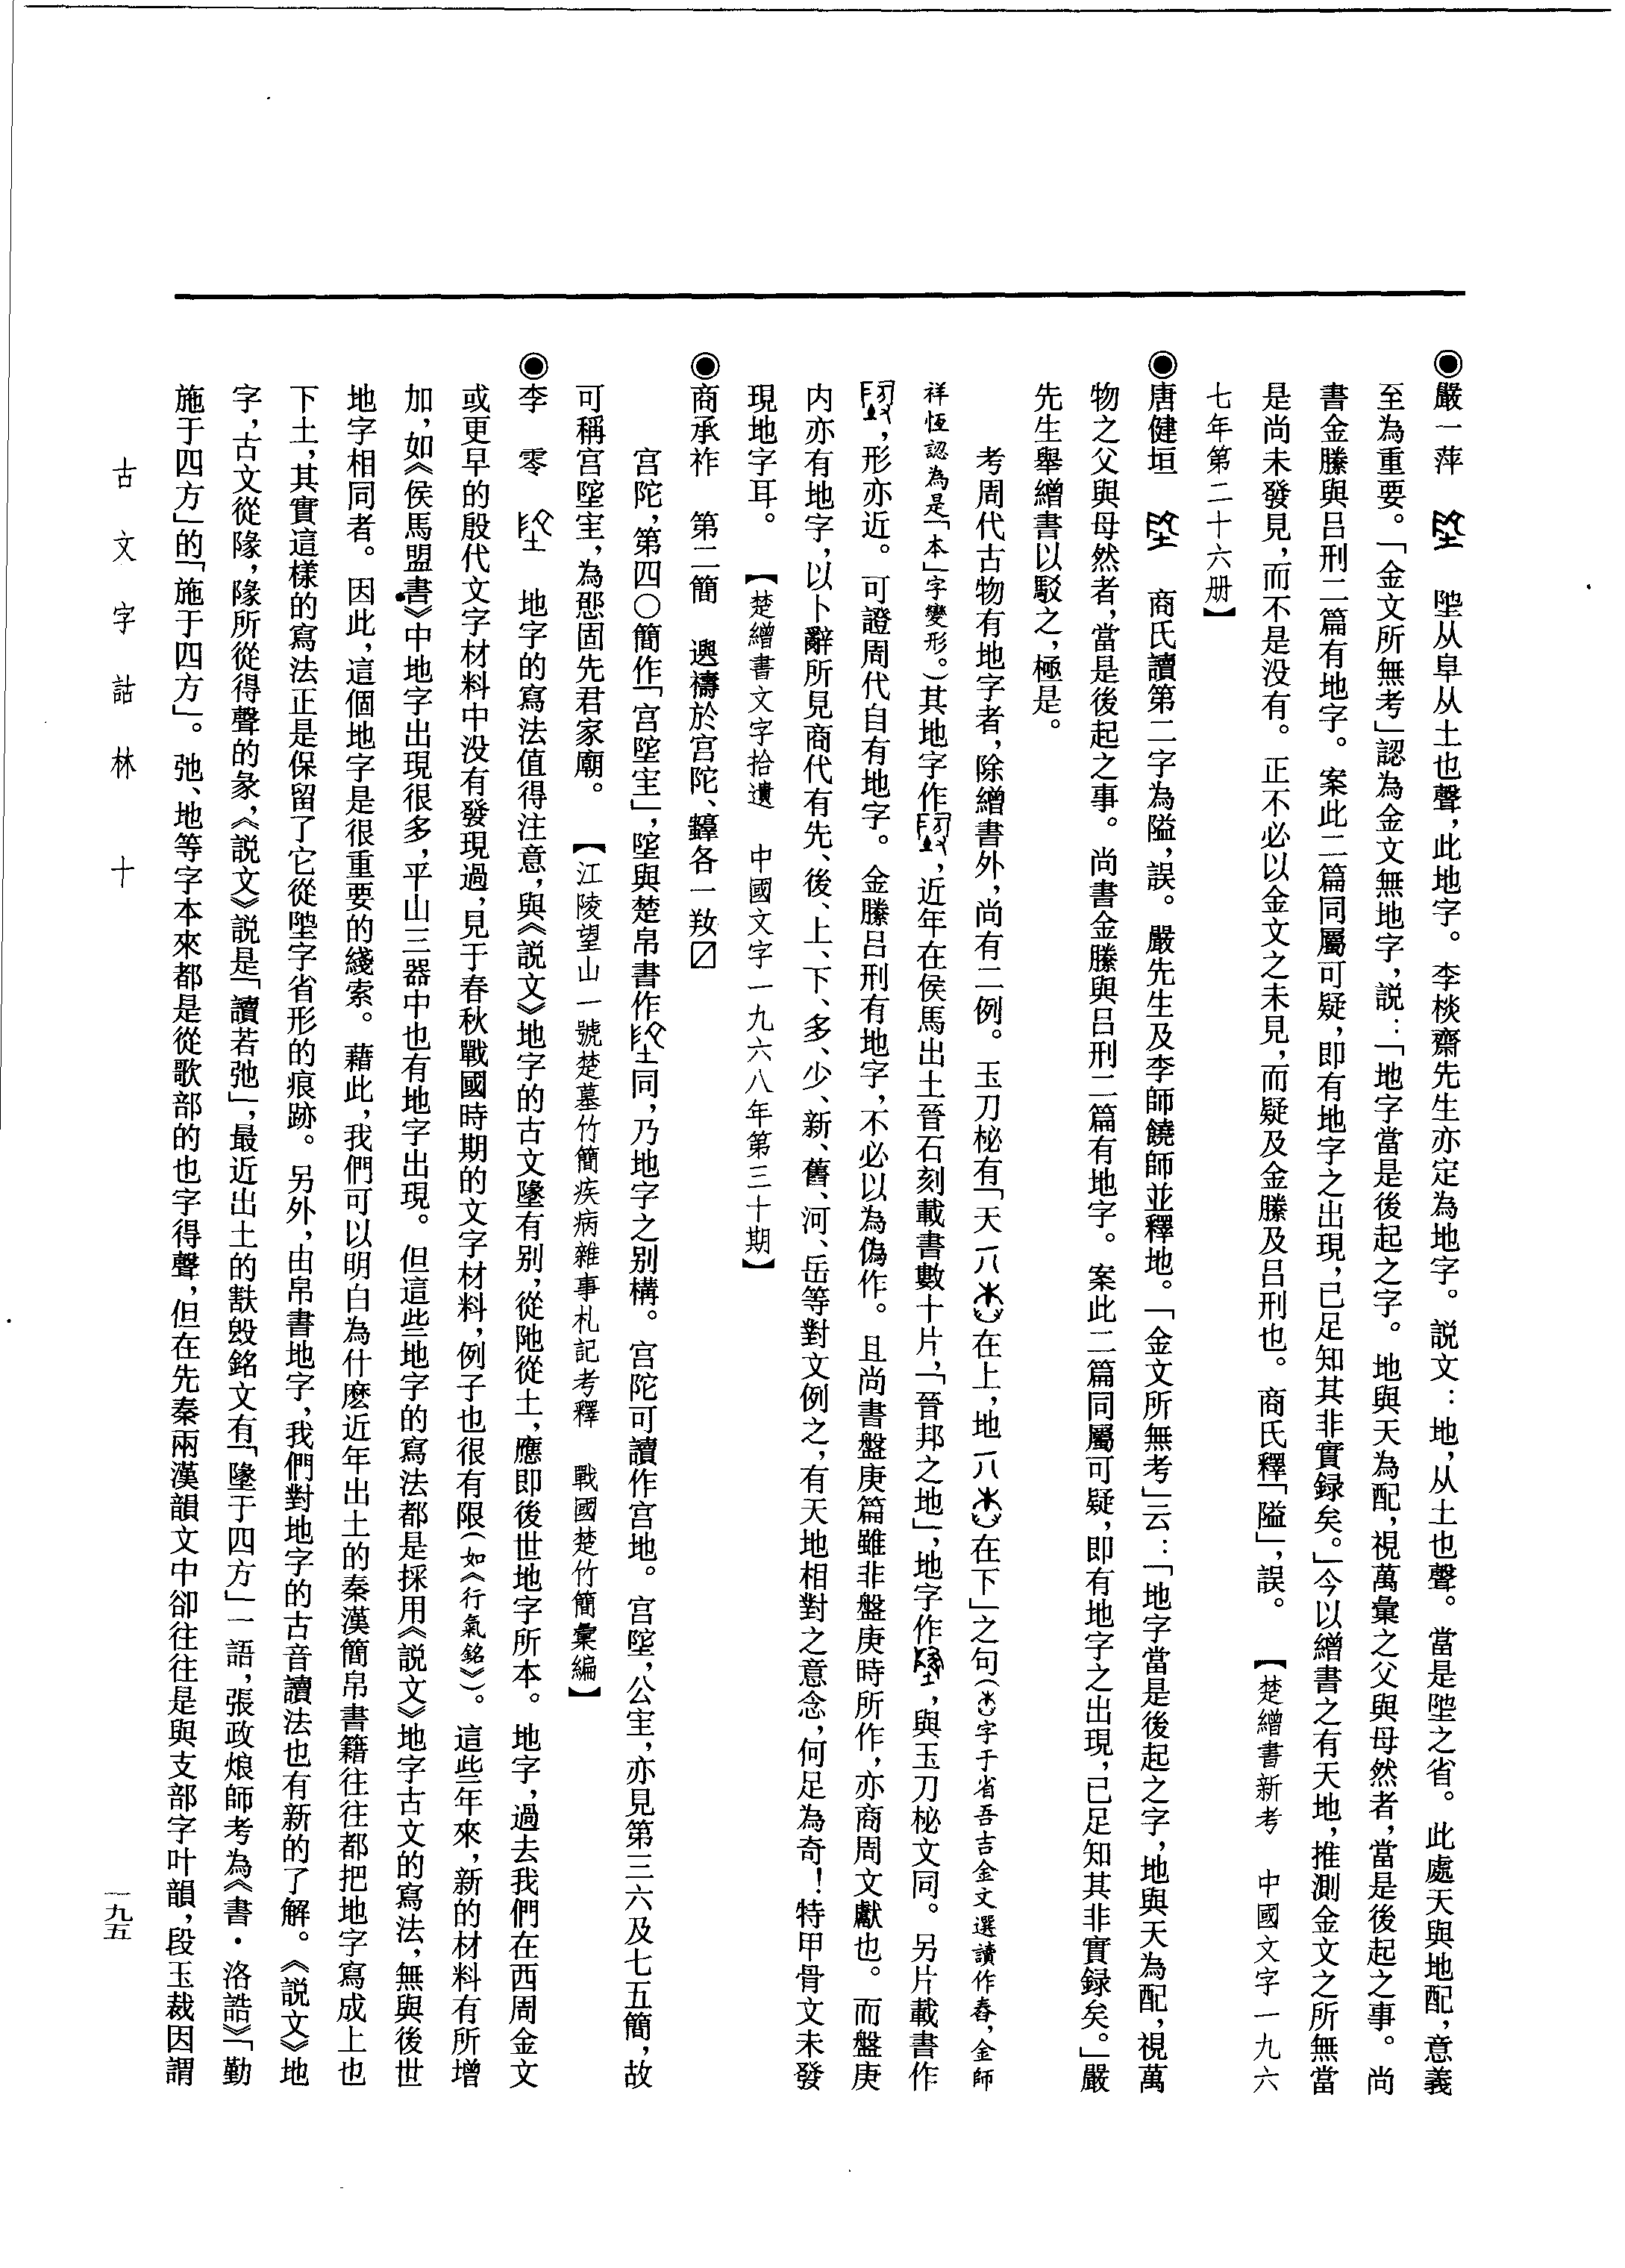 ◉嚴一萍　　墬从阜从土也聲，此地字。李棪齋先生亦定為地字。説文：地，从土也聲。當是墬之省。此處天與地配，意義
至為重要。「金文所無考」認為金文無地字，説：「地字當是後起之字。地與天為配，視萬彙之父與母然者，當是後起之事。尚
書金縢與吕刑二篇有地字。案此二篇同屬可疑，即有地字之出現，已足知其非實録矣。」今以繒書之有天地，推測金文之所無當
是尚未發見，而不是没有。正不必以金文之未見，而疑及金縢及吕刑也。商氏釋「隘」，誤。　【楚繒書新考　中國文字一九六
七年第二十六册】
◉唐健垣　　商氏讀第二字為隘，誤。嚴先生及李師饒師並釋地。「金文所無考」云：「地字當是後起之字，地與天為配，視萬
物之父與母然者，當是後起之事。尚書金縢與吕刑二篇有地字。案此二篇同屬可疑，即有地字之出現，已足知其非實録矣。」嚴
先生舉繒書以駁之，極是。
考周代古物有地字者，除繒書外，尚有二例。玉刀柲有「天𠀠在上，地𠀠在下」之句（字于省吾吉金文選讀作春，金師
祥恆認為是「本」字變形。）其地字作，近年在侯馬出土晉石刻載書數十片，「晉邦之地」，地字作，與玉刀柲文同。另片載書作
，形亦近。可證周代自有地字。金縢吕刑有地字，不必以為偽作。且尚書盤庚篇雖非盤庚時所作，亦商周文獻也。而盤庚
内亦有地字，以卜辭所見商代有先、後、上、下、多、少、新、舊、河、岳等對文例之，有天地相對之意念，何足為奇！特甲骨文未發
現地字耳。　【楚繒書文字拾遺　中國文字一九六八年第三十期】
◉商承祚　第二簡　禱於宫陀、各一羖☐
宫陀，第四〇簡作「宫宔」，與楚帛書作同，乃地字之别構。宫陀可讀作宫地。宫，公宔，亦見第三六及七五簡，故
可稱宫宔，為固先君家廟。　【江陵望山一號楚墓竹簡疾病雜事札記考釋　戰國楚竹簡彙編】
◉李　零　　地字的寫法值得注意，與《説文》地字的古文墬有别，從阤從土，應即後世地字所本。地字，過去我們在西周金文
或更早的殷代文字材料中没有發現過，見于春秋戰國時期的文字材料，例子也很有限（如《行氣銘》）。這些年來，新的材料有所增
加，如《侯馬盟書》中地字出現很多，平山三器中也有地字出現。但這些地字的寫法都是採用《説文》地字古文的寫法，無與後世
地字相同者。因此，這個地字是很重要的綫索。藉此，我們可以明白為什麽近年出土的秦漢簡帛書籍往往都把地字寫成上也
下土，其實這樣的寫法正是保留了它從墬字省形的痕跡。另外，由帛書地字，我們對地字的古音讀法也有新的了解。《説文》地
字，古文從隊，隊所從得聲的彖，《説文》説是「讀若弛」，最近出土的㝬𣪘銘文有「墬于四方」一語，張政烺師考為《書·洛誥》「勤
施于四方」的「施于四方」。弛、地等字本來都是從歌部的也字得聲，但在先秦兩漢韻文中卻往往是與支部字叶韻，段玉裁因謂
古文字詁林　十
一九五